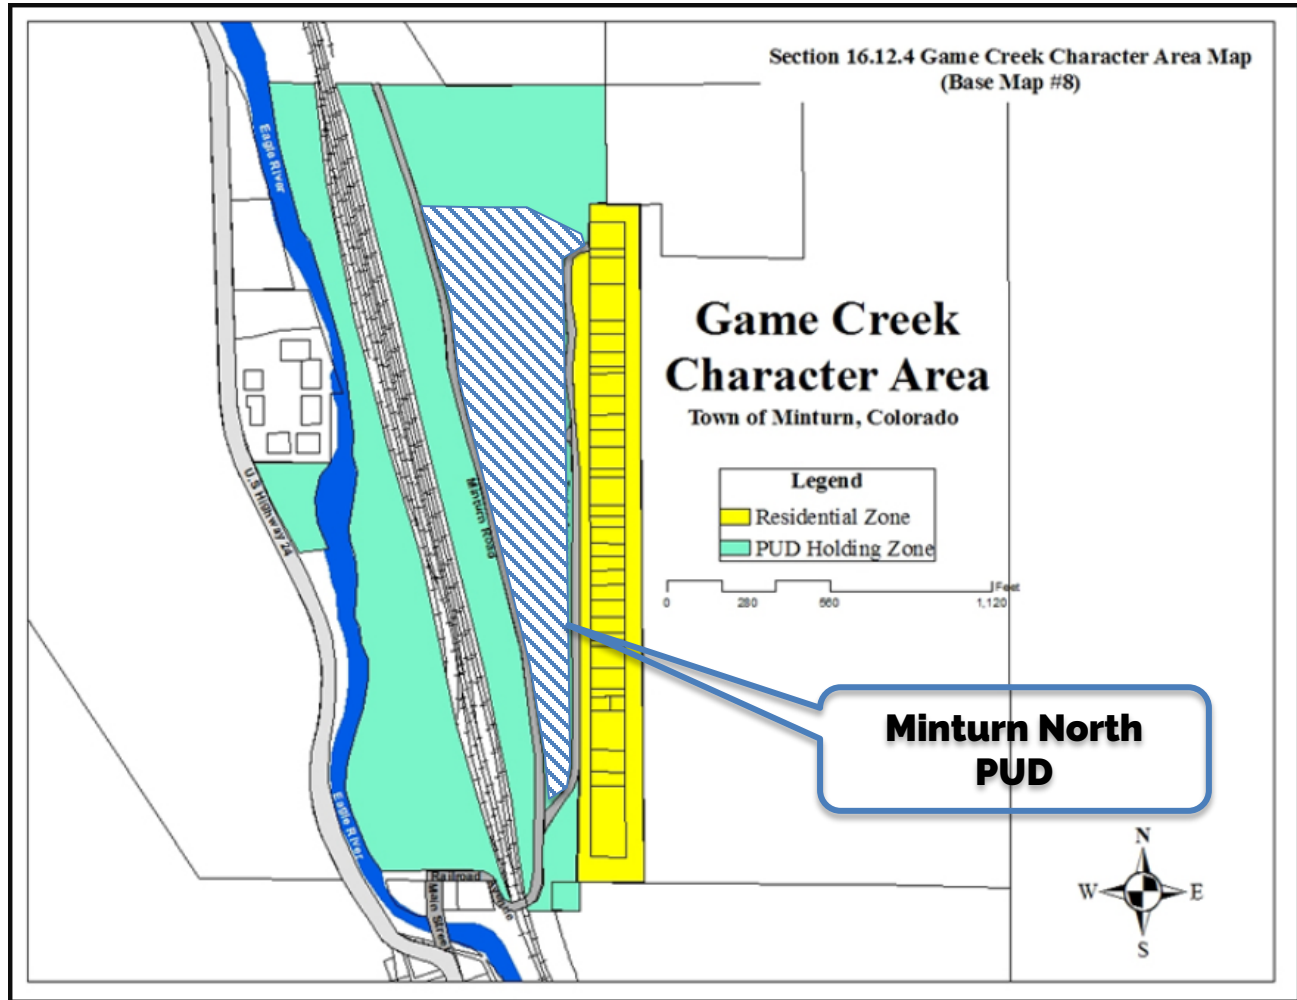 Section 16.12.4 Game Creek Character Area Map
(Base Map #8)
Eagle River
Game Creek
Character Area
Town of Minturn, Colorado
Legend
Residential Zone
PUD Holding Zone
U.S Highway 24
Minturn Road
Feet
0 280 560 1,120
Minturn North
PUD
Eagle River
Railroad
Avenue
Main Street
N
W E
S